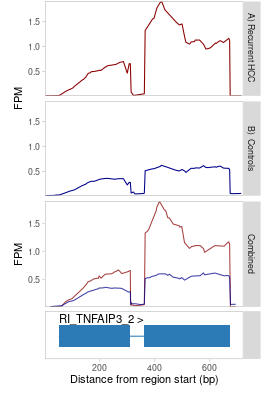 1.5
1.0
0.5
FPM
A) Recurrent HCC
1.5
1.0
0.5
B): Controls
1.5
1.0
0.5
FPM
Combined
RI_TNFAIP3_2 >
200 400 600
Distance from region start (bp)